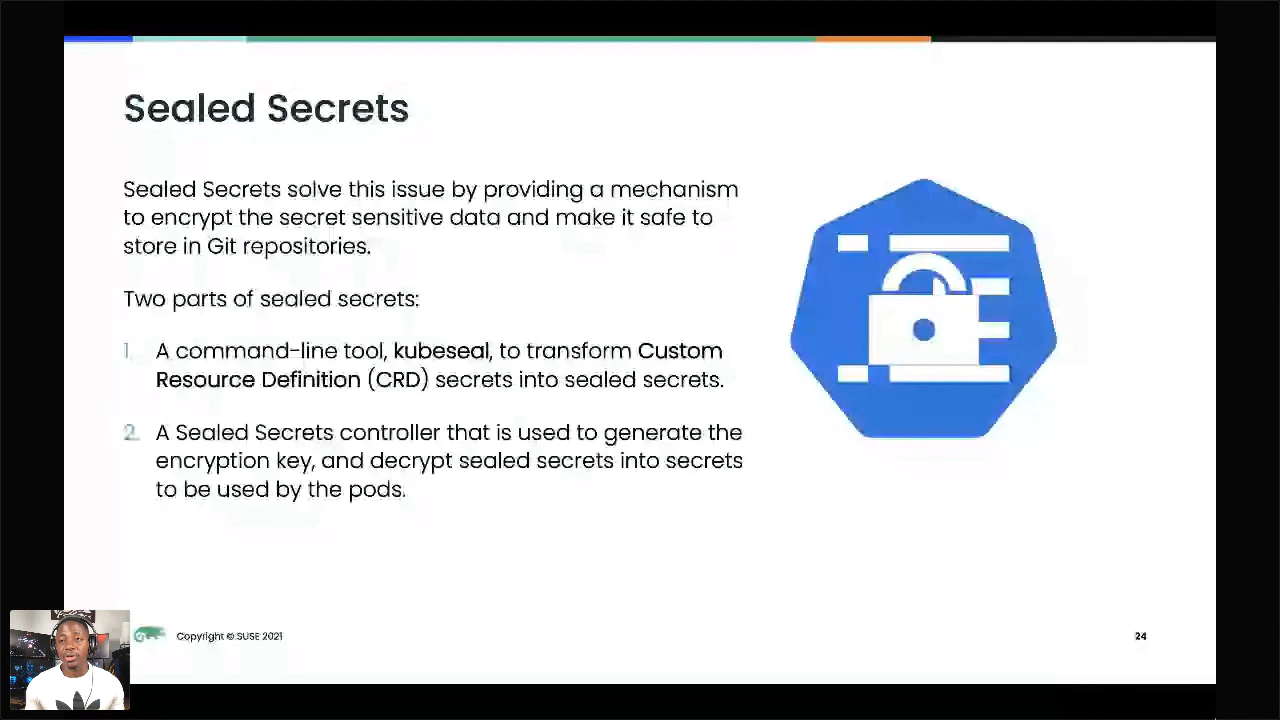 Sealed Secrets
Sealed Secrets solve this issue by providing a mechanism
to encrypt the secret sensitive data and make it safe to
store in Git repositories.
Two parts of sealed secrets:
1. A command-line tool, kubeseal, to transform Custom
Resource Definition (CRD) secrets into sealed secrets.
2. A Sealed Secrets controller that is used to generate the
encryption key, and decrypt sealed secrets into secrets
to be used by the pods.
Copyright © SUSE 2021
24